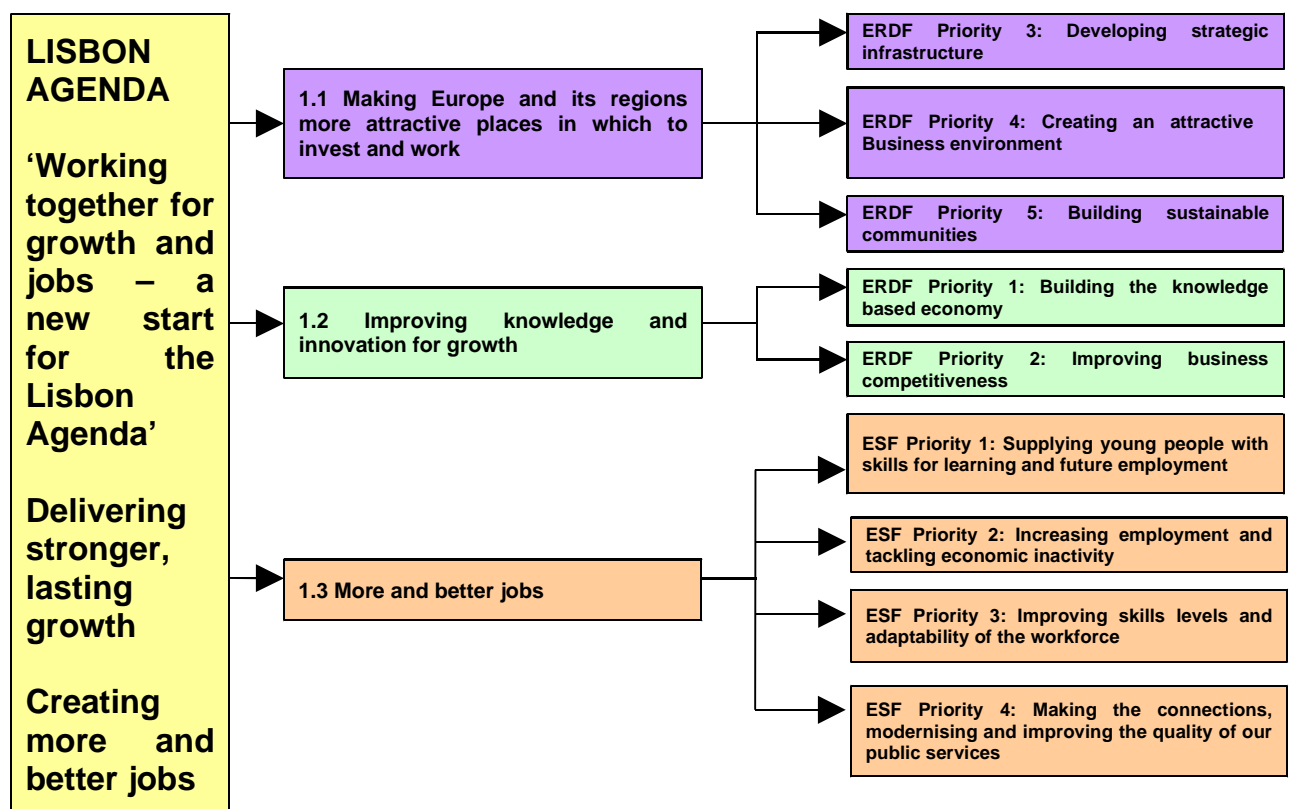 LISBON
AGENDA
‘Working
together for
growth and
jobs – a
new start
for the
Lisbon
Agenda’
Delivering
stronger,
lasting
growth
Creating
more and
better jobs
1.1 Making Europe and its regions
more attractive places in which to
invest and work
1.2 Improving knowledge and
innovation for growth
1.3 More and better jobs
ERDF Priority 3: Developing strategic
infrastructure
ERDF Priority 4: Creating an attractive
Business environment
ERDF Priority 5: Building sustainable
communities
ERDF Priority 1: Building the knowledge
based economy
ERDF Priority 2: Improving business
competitiveness
ESF Priority 1: Supplying young people with
skills for learning and future employment
ESF Priority 2: Increasing employment and
tackling economic inactivity
ESF Priority 3: Improving skills levels and
adaptability of the workforce
ESF Priority 4: Making the connections,
modernising and improving the quality of our
public services